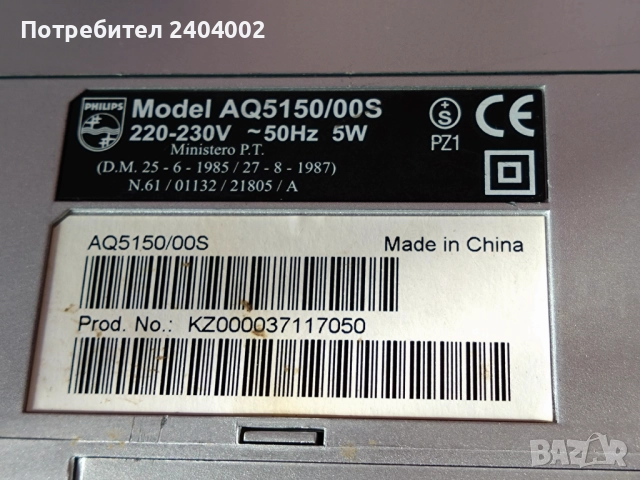 Потребител 2404002
PHILIPS
Model AQ5150/00S
220-230V ~50Hz 5W
Ministero P.T.
(D.M. 25 - 6 - 1985 / 27 - 8 - 1987)
N.61 / 01132 / 21805 / A
+
S
PZ1
CE
AQ5150/00S
Made in China
Prod. No.: KZ000037117050
BAZAR